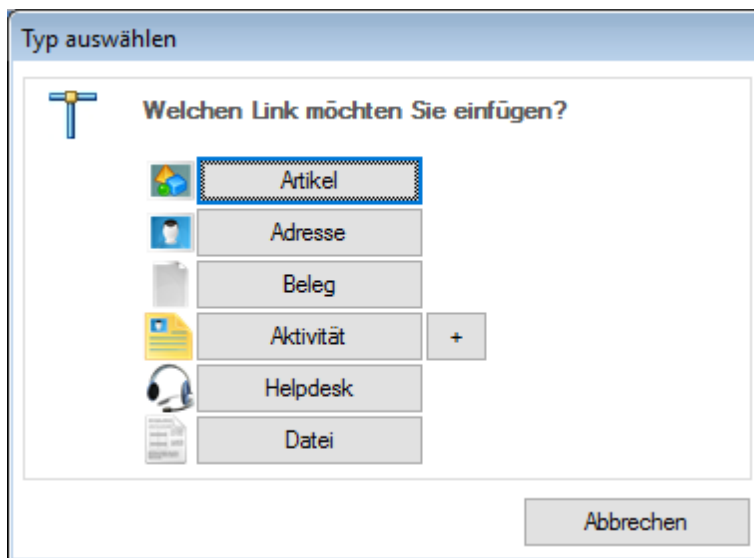 Typ auswählen
Welchen Link möchten Sie einfügen?
Artikel
Adresse
Beleg
Aktivität +
Helpdesk
Datei
Abbrechen